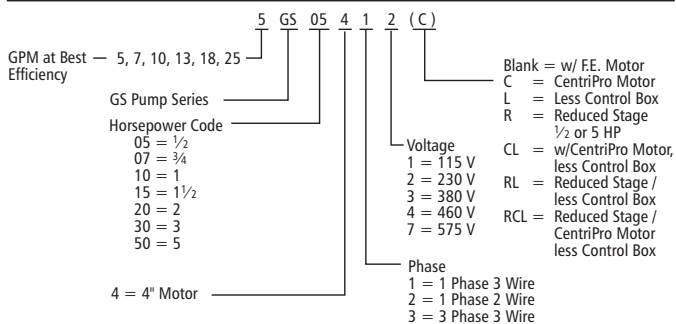 5 GS 05 4 1 2 (C)
GPM at Best Efficiency
5, 7, 10, 13, 18, 25
GS Pump Series
Horsepower Code
05 = ½
07 = ¾
10 = 1
15 = 1½
20 = 2
30 = 3
50 = 5
4 = 4" Motor
Voltage
1 = 115 V
2 = 230 V
3 = 380 V
4 = 460 V
7 = 575 V
Phase
1 = 1 Phase 3 Wire
2 = 1 Phase 2 Wire
3 = 3 Phase 3 Wire
Blank = w/ F.E. Motor
C = CentriPro Motor
L = Less Control Box
R = Reduced Stage
½ or 5 HP
CL = w/CentriPro Motor,
less Control Box
RL = Reduced Stage /
less Control Box
RCL = Reduced Stage /
CentriPro Motor
less Control Box